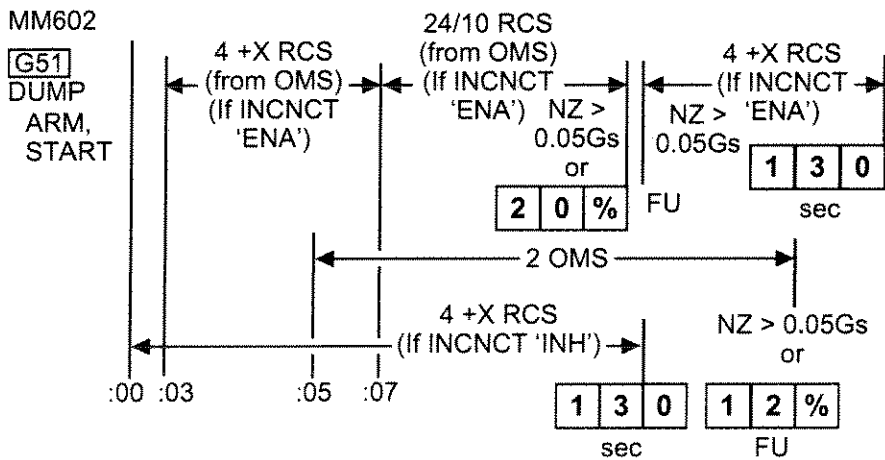 MM602
G51
DUMP
ARM,
START
4 +X RCS
(from OMS)
(If INCNCT
'ENA')
24/10 RCS
(from OMS)
(If INCNCT
'ENA')
NZ >
0.05Gs
or
2 0 %
FU
4 +X RCS
(If INCNCT
'ENA')
NZ >
0.05Gs
1 3 0
sec
2 OMS
4 +X RCS
(If INCNCT 'INH')
NZ > 0.05Gs
or
:00 :03 :05 :07
1 3 0
sec
1 2 %
FU